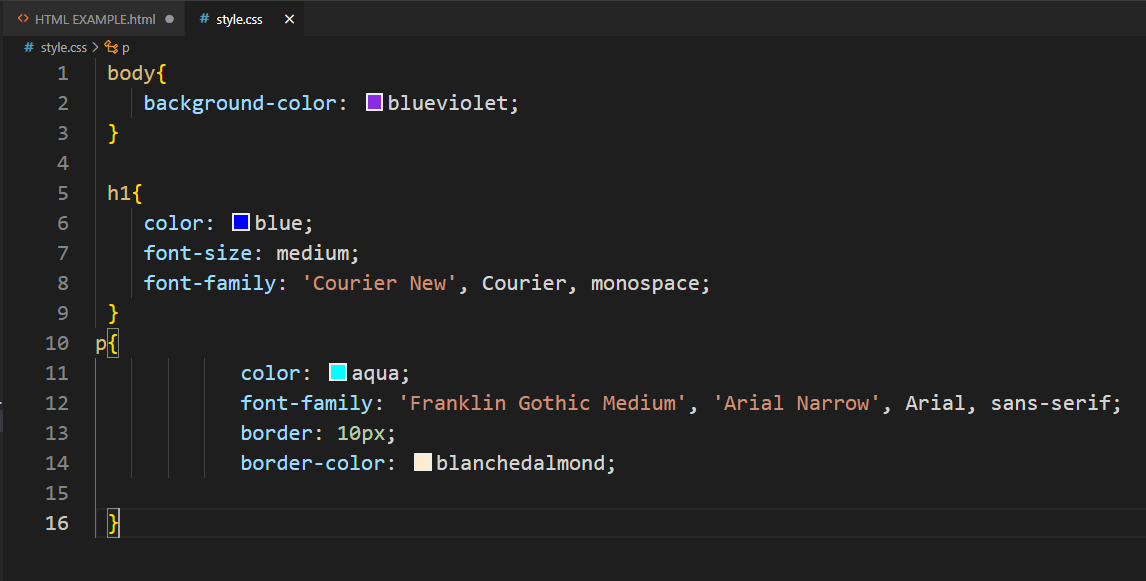 <> HTML EXAMPLE.html ● # style.css ×
# style.css > p
1 body{
2 background-color: blueviolet;
3 }
4
5 h1{
6 color: blue;
7 font-size: medium;
8 font-family: 'Courier New', Courier, monospace;
9 }
10 p{
11 color: aqua;
12 font-family: 'Franklin Gothic Medium', 'Arial Narrow', Arial, sans-serif;
13 border: 10px;
14 border-color: blanchedalmond;
15
16 }